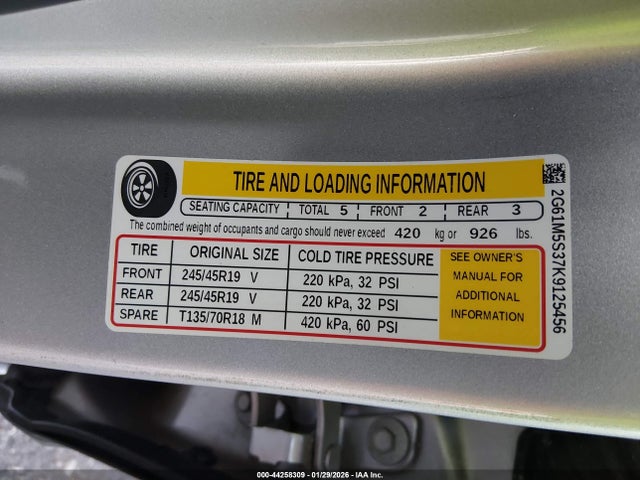 TIRE AND LOADING INFORMATION
SEATING CAPACITY TOTAL 5 FRONT 2 REAR 3
The combined weight of occupants and cargo should never exceed 420 kg or 926 lbs.
TIRE ORIGINAL SIZE COLD TIRE PRESSURE
FRONT 245/45R19 V 220 kPa, 32 PSI
REAR 245/45R19 V 220 kPa, 32 PSI
SPARE T135/70R18 M 420 kPa, 60 PSI
SEE OWNER'S
MANUAL FOR
ADDITIONAL
INFORMATION
2G61M5S37K9125456
000-44258309 - 01/29/2026 - IAA Inc.